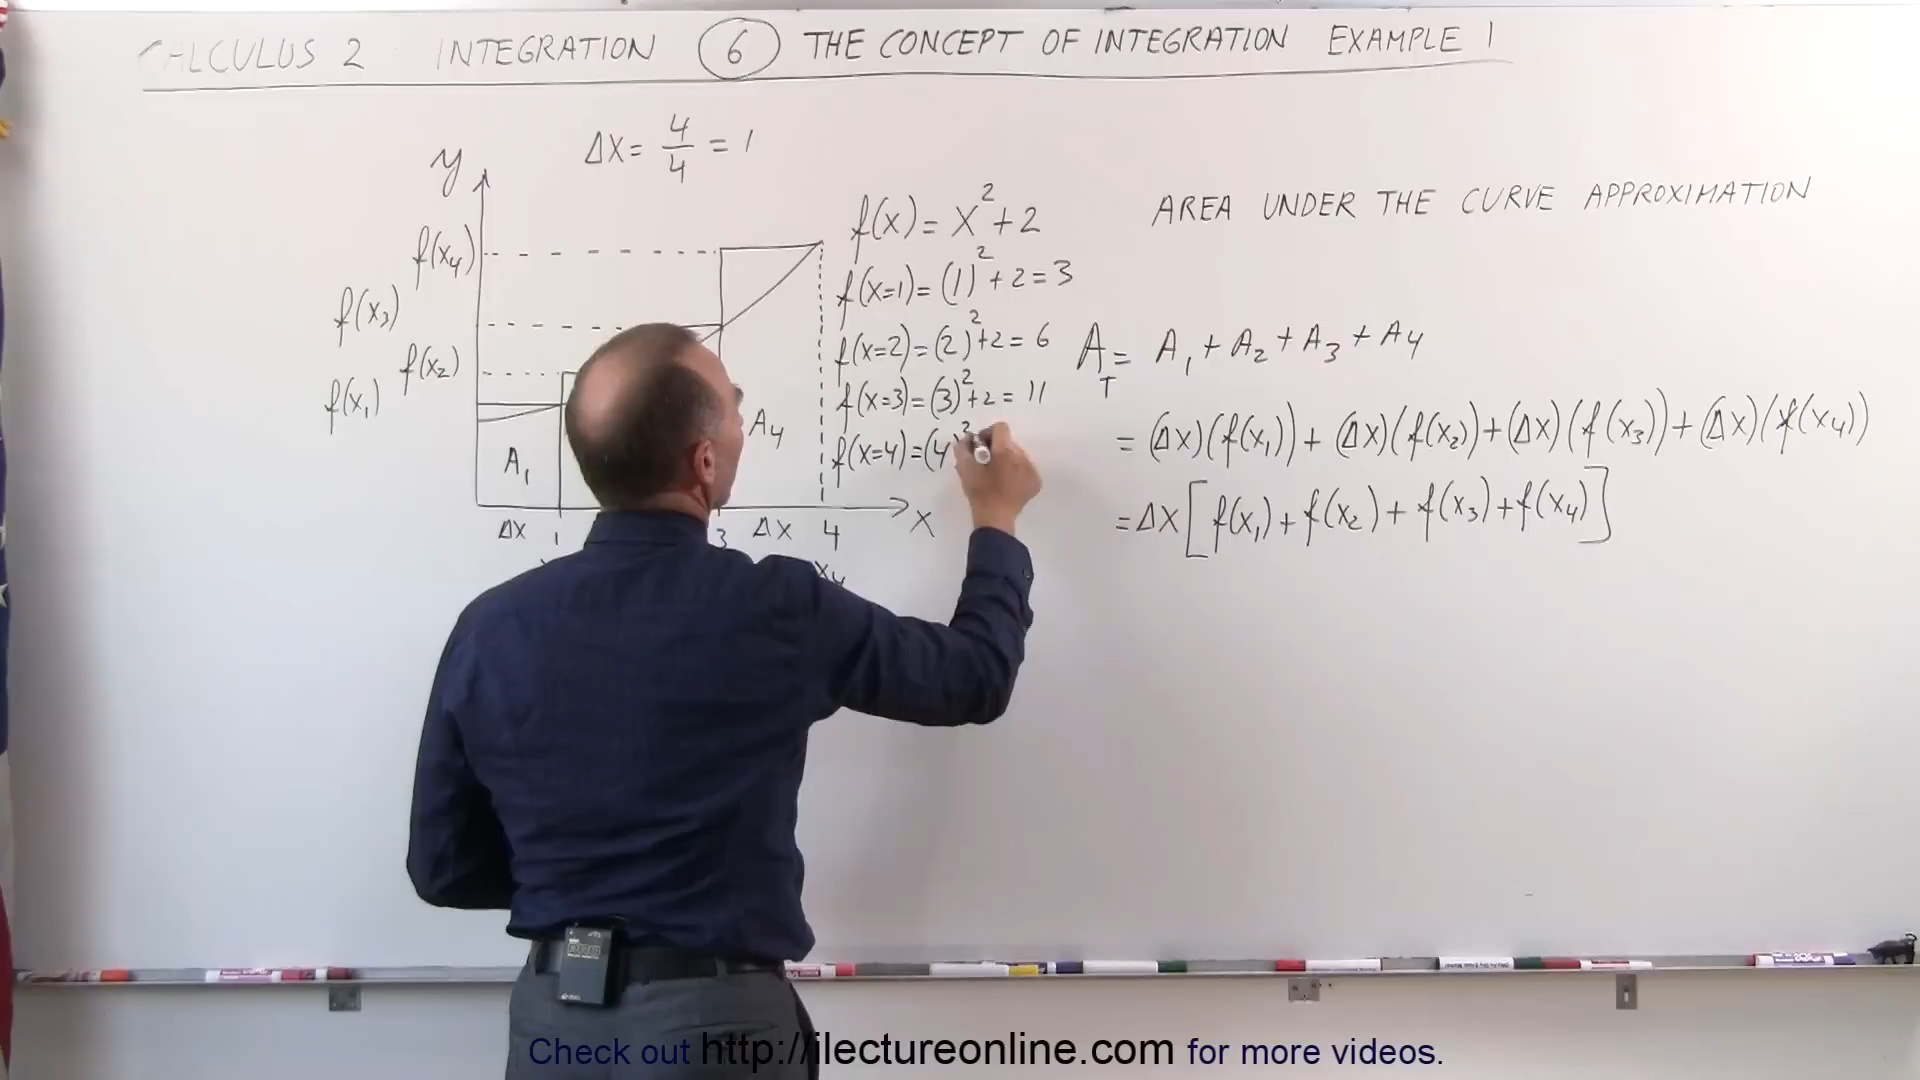 CALCULUS 2 INTEGRATION 6 THE CONCEPT OF INTEGRATION EXAMPLE 1
ΔX = 4/4 = 1
y
f(x₄)
f(x₃)
f(x₂)
f(x₁)
A₁
A₄
ΔX 1 3 ΔX 4 X
X₄
f(x) = X² + 2
f(x=1) = (1)² + 2 = 3
f(x=2) = (2)² + 2 = 6
f(x=3) = (3)² + 2 = 11
f(x=4) = (4)²
AREA UNDER THE CURVE APPROXIMATION
A_T = A₁ + A₂ + A₃ + A₄
= (ΔX)(f(x₁)) + (ΔX)(f(x₂)) + (ΔX)(f(x₃)) + (ΔX)(f(x₄))
= ΔX [f(x₁) + f(x₂) + f(x₃) + f(x₄)]
Check out http://ilectureonline.com for more videos.